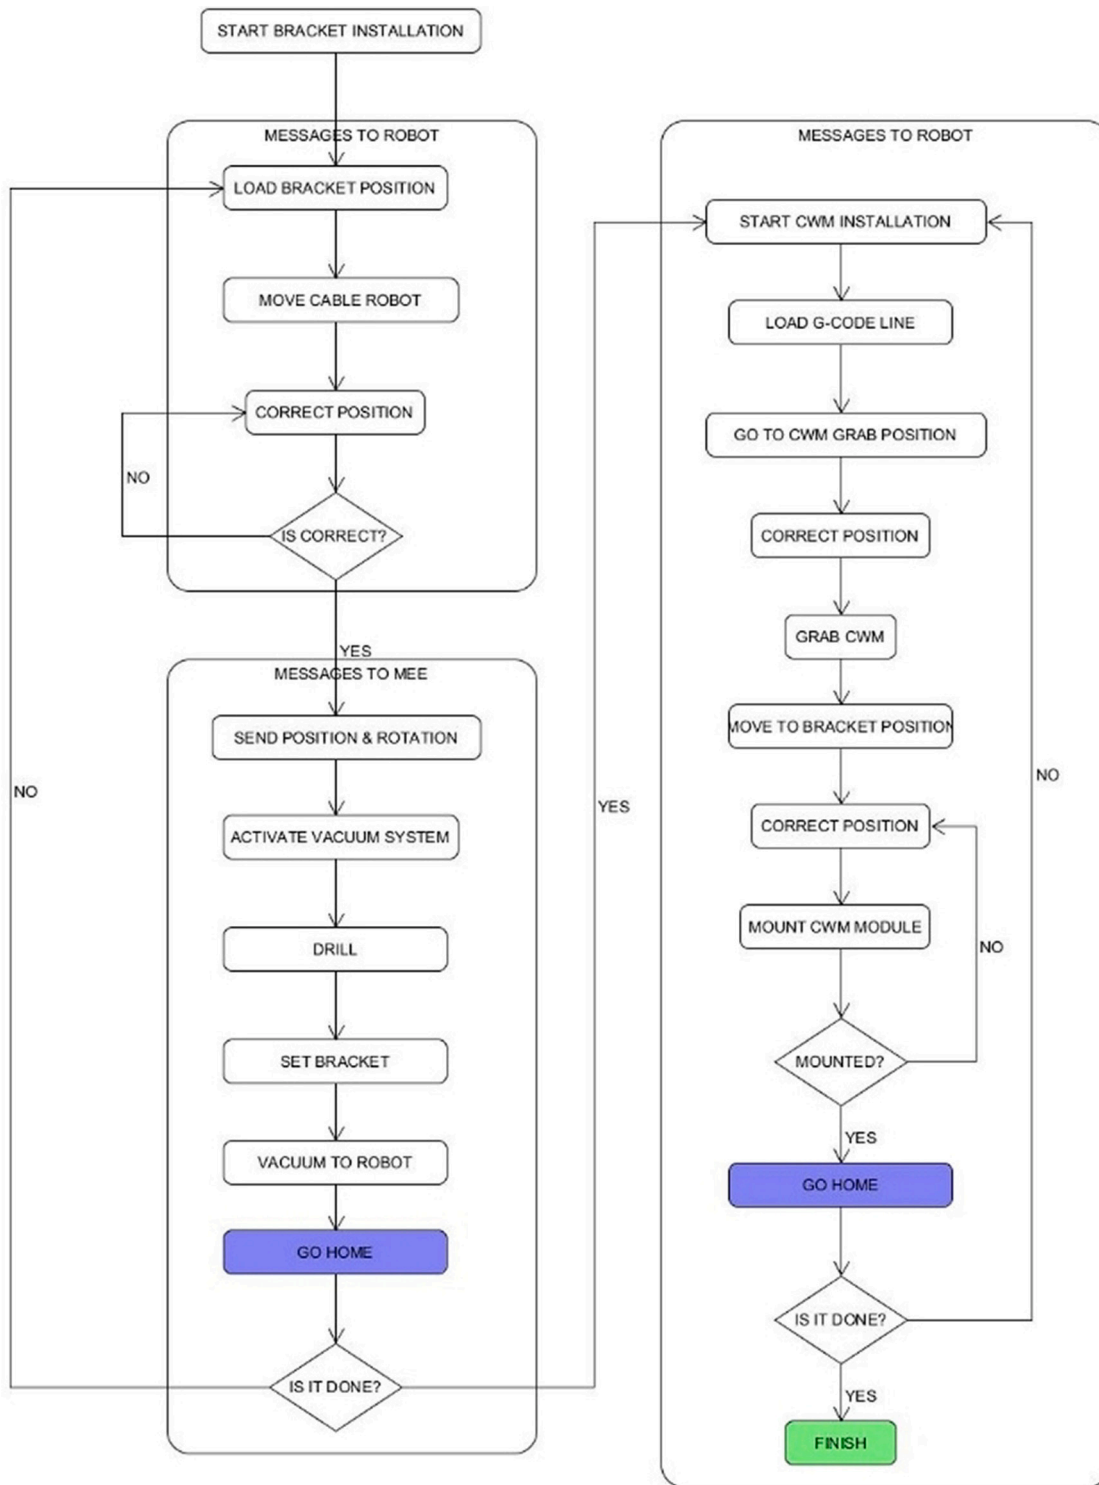 START BRACKET INSTALLATION
MESSAGES TO ROBOT
LOAD BRACKET POSITION
MOVE CABLE ROBOT
CORRECT POSITION
NO
IS CORRECT?
YES
MESSAGES TO MEE
SEND POSITION & ROTATION
ACTIVATE VACUUM SYSTEM
NO
DRILL
SET BRACKET
VACUUM TO ROBOT
GO HOME
IS IT DONE?
YES
MESSAGES TO ROBOT
START CWM INSTALLATION
LOAD G-CODE LINE
GO TO CWM GRAB POSITION
CORRECT POSITION
GRAB CWM
MOVE TO BRACKET POSITION
NO
CORRECT POSITION
MOUNT CWM MODULE
NO
MOUNTED?
YES
GO HOME
IS IT DONE?
YES
FINISH